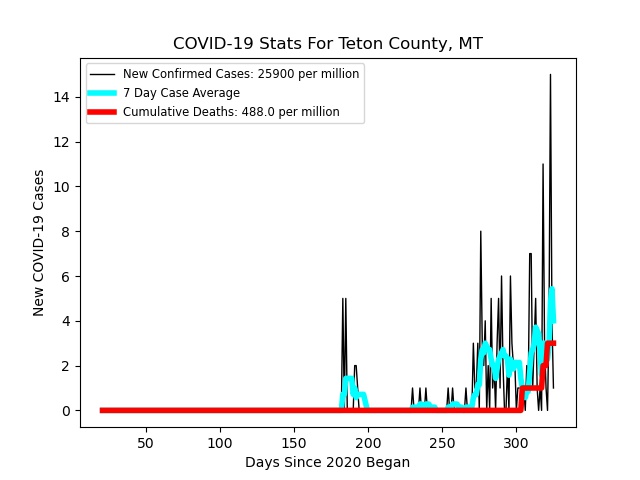 COVID-19 Stats For Teton County, MT
New Confirmed Cases: 25900 per million
7 Day Case Average
Cumulative Deaths: 488.0 per million
New COVID-19 Cases
14
12
10
8
6
4
2
0
50 100 150 200 250 300
Days Since 2020 Began